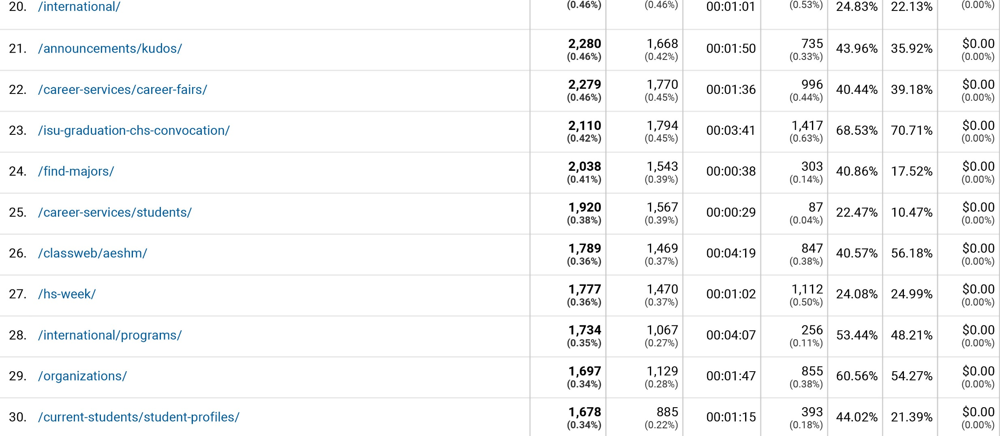 20. /international/ (0.46%) (0.46%) 00:01:01 (0.53%) 24.83% 22.13% (0.00%)
21. /announcements/kudos/ 2,280 1,668 00:01:50 735 43.96% 35.92% $0.00
(0.46%) (0.42%) (0.33%) (0.00%)
22. /career-services/career-fairs/ 2,279 1,770 00:01:36 996 40.44% 39.18% $0.00
(0.46%) (0.45%) (0.44%) (0.00%)
23. /isu-graduation-chs-convocation/ 2,110 1,794 00:03:41 1,417 68.53% 70.71% $0.00
(0.42%) (0.45%) (0.63%) (0.00%)
24. /find-majors/ 2,038 1,543 00:00:38 303 40.86% 17.52% $0.00
(0.41%) (0.39%) (0.14%) (0.00%)
25. /career-services/students/ 1,920 1,567 00:00:29 87 22.47% 10.47% $0.00
(0.38%) (0.39%) (0.04%) (0.00%)
26. /classweb/aeshm/ 1,789 1,469 00:04:19 847 40.57% 56.18% $0.00
(0.36%) (0.37%) (0.38%) (0.00%)
27. /hs-week/ 1,777 1,470 00:01:02 1,112 24.08% 24.99% $0.00
(0.36%) (0.37%) (0.50%) (0.00%)
28. /international/programs/ 1,734 1,067 00:04:07 256 53.44% 48.21% $0.00
(0.35%) (0.27%) (0.11%) (0.00%)
29. /organizations/ 1,697 1,129 00:01:47 855 60.56% 54.27% $0.00
(0.34%) (0.28%) (0.38%) (0.00%)
30. /current-students/student-profiles/ 1,678 885 00:01:15 393 44.02% 21.39% $0.00
(0.34%) (0.22%) (0.18%) (0.00%)